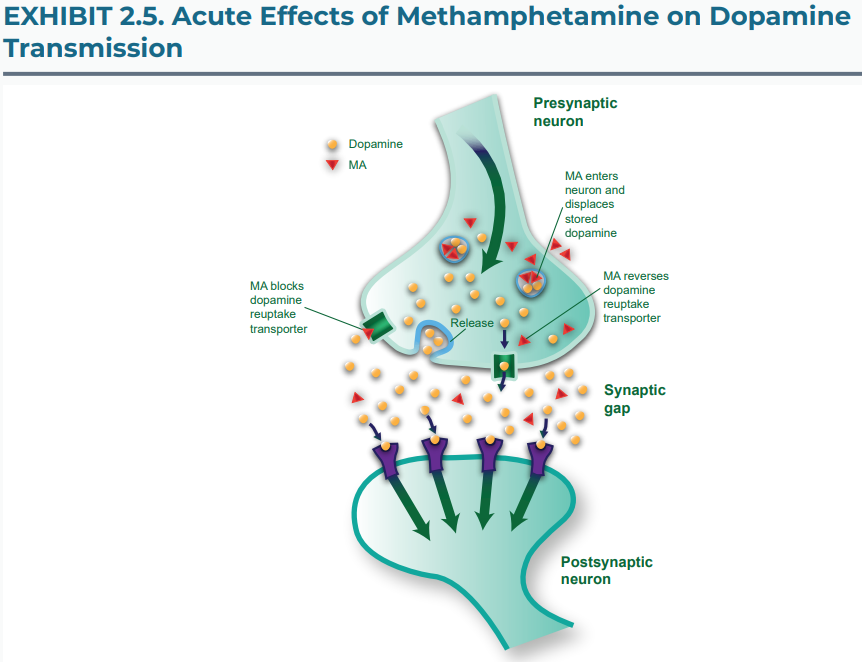 EXHIBIT 2.5. Acute Effects of Methamphetamine on Dopamine
Transmission
Presynaptic
neuron
Dopamine
MA
MA enters
neuron and
displaces
stored
dopamine
MA reverses
dopamine
reuptake
transporter
MA blocks
dopamine
reuptake
transporter
Release
Synaptic
gap
Postsynaptic
neuron